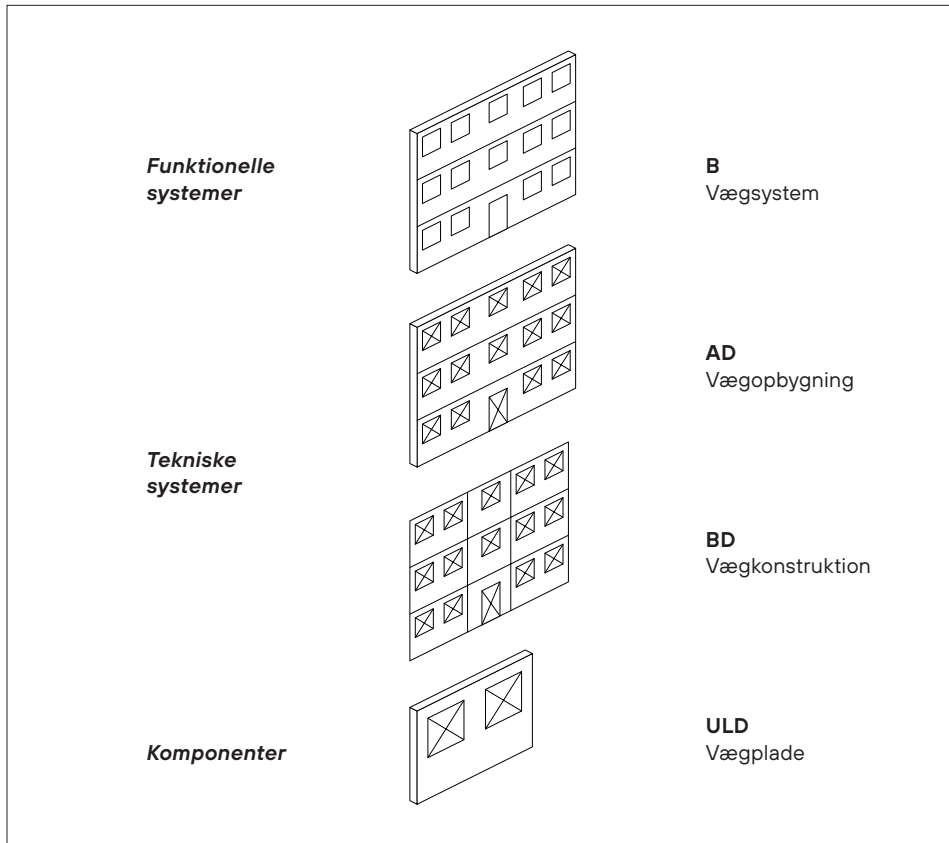 Funktionelle
systemer
B
Vægsystem
AD
Vægopbygning
Tekniske
systemer
BD
Vægkonstruktion
Komponenter
ULD
Vægplade